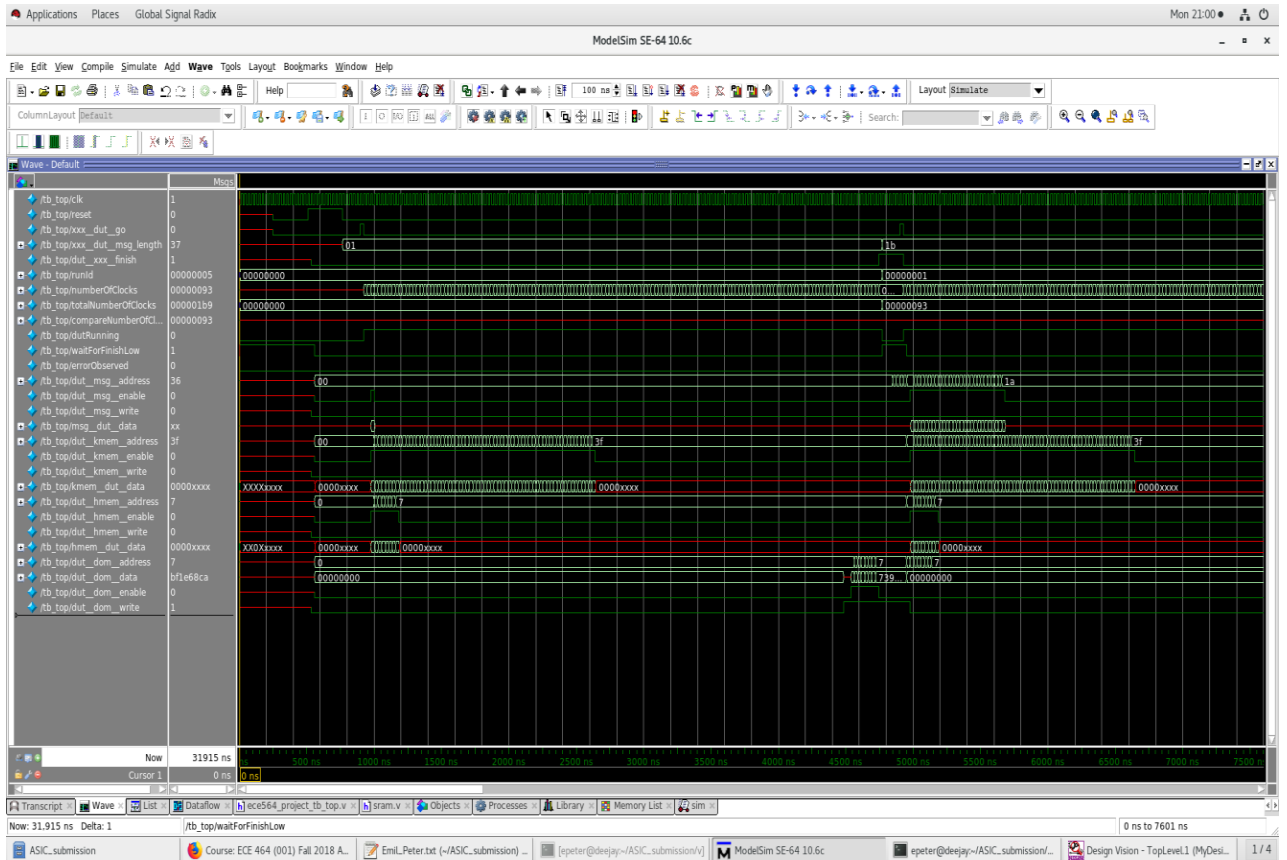 Applications Places Global Signal Radix Mon 21:00
ModelSim SE-64 10.6c
File Edit View Compile Simulate Add Wave Tools Layout Bookmarks Window Help
Help 100 ns Layout Simulate
ColumnLayout Default Search:
Wave - Default
Msgs
/tb_top/clk 1
/tb_top/reset 0
/tb_top/xxx__dut__go 0
/tb_top/xxx__dut__msg_length 37 01 1b
/tb_top/dut__xxx__finish 1
/tb_top/runId 00000005 00000000 00000001
/tb_top/numberOfClocks 00000093 0...
/tb_top/totalNumberOfClocks 000001b9 00000000 00000093
/tb_top/compareNumberOfCl... 00000093
/tb_top/dutRunning 0
/tb_top/waitForFinishLow 1
/tb_top/errorObserved 0
/tb_top/dut__msg__address 36 00 1a
/tb_top/dut__msg__enable 0
/tb_top/dut__msg__write 0
/tb_top/msg__dut__data xx
/tb_top/dut__kmem__address 3f 00 3f 3f
/tb_top/dut__kmem__enable 0
/tb_top/dut__kmem__write 0
/tb_top/kmem__dut__data 0000xxxx XXXXxxxx 0000xxxx 0000xxxx 0000xxxx
/tb_top/dut__hmem__address 7 0 7 7
/tb_top/dut__hmem__enable 0
/tb_top/dut__hmem__write 0
/tb_top/hmem__dut__data 0000xxxx XX0Xxxxx 0000xxxx 0000xxxx 0000xxxx
/tb_top/dut__dom__address 7 0 7 7
/tb_top/dut__dom__data bf1e68ca 00000000 739... 00000000
/tb_top/dut__dom__enable 0
/tb_top/dut__dom__write 1
Now 31915 ns ns 500 ns 1000 ns 1500 ns 2000 ns 2500 ns 3000 ns 3500 ns 4000 ns 4500 ns 5000 ns 5500 ns 6000 ns 6500 ns 7000 ns 7500 n
Cursor 1 0 ns 0 ns
Transcript Wave List Dataflow ece564_project_tb_top.v sram.v Objects Processes Library Memory List sim
Now: 31,915 ns Delta: 1 /tb_top/waitForFinishLow 0 ns to 7601 ns
ASIC_submission Course: ECE 464 (001) Fall 2018 A... Emil_Peter.txt (~/ASIC_submission) ... [epeter@deejay:~/ASIC_submission/v] ModelSim SE-64 10.6c epeter@deejay:~/ASIC_submission/... Design Vision - TopLevel.1 (MyDesi... 1 / 4